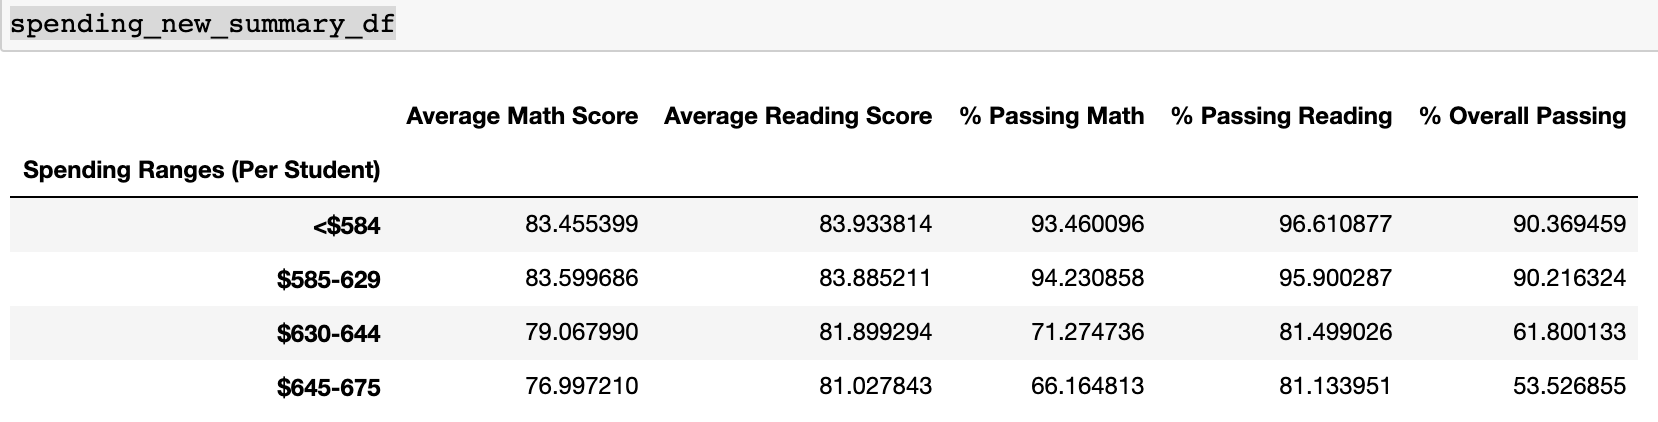 spending_new_summary_df
Average Math Score Average Reading Score % Passing Math % Passing Reading % Overall Passing
Spending Ranges (Per Student)
<$584 83.455399 83.933814 93.460096 96.610877 90.369459
$585-629 83.599686 83.885211 94.230858 95.900287 90.216324
$630-644 79.067990 81.899294 71.274736 81.499026 61.800133
$645-675 76.997210 81.027843 66.164813 81.133951 53.526855